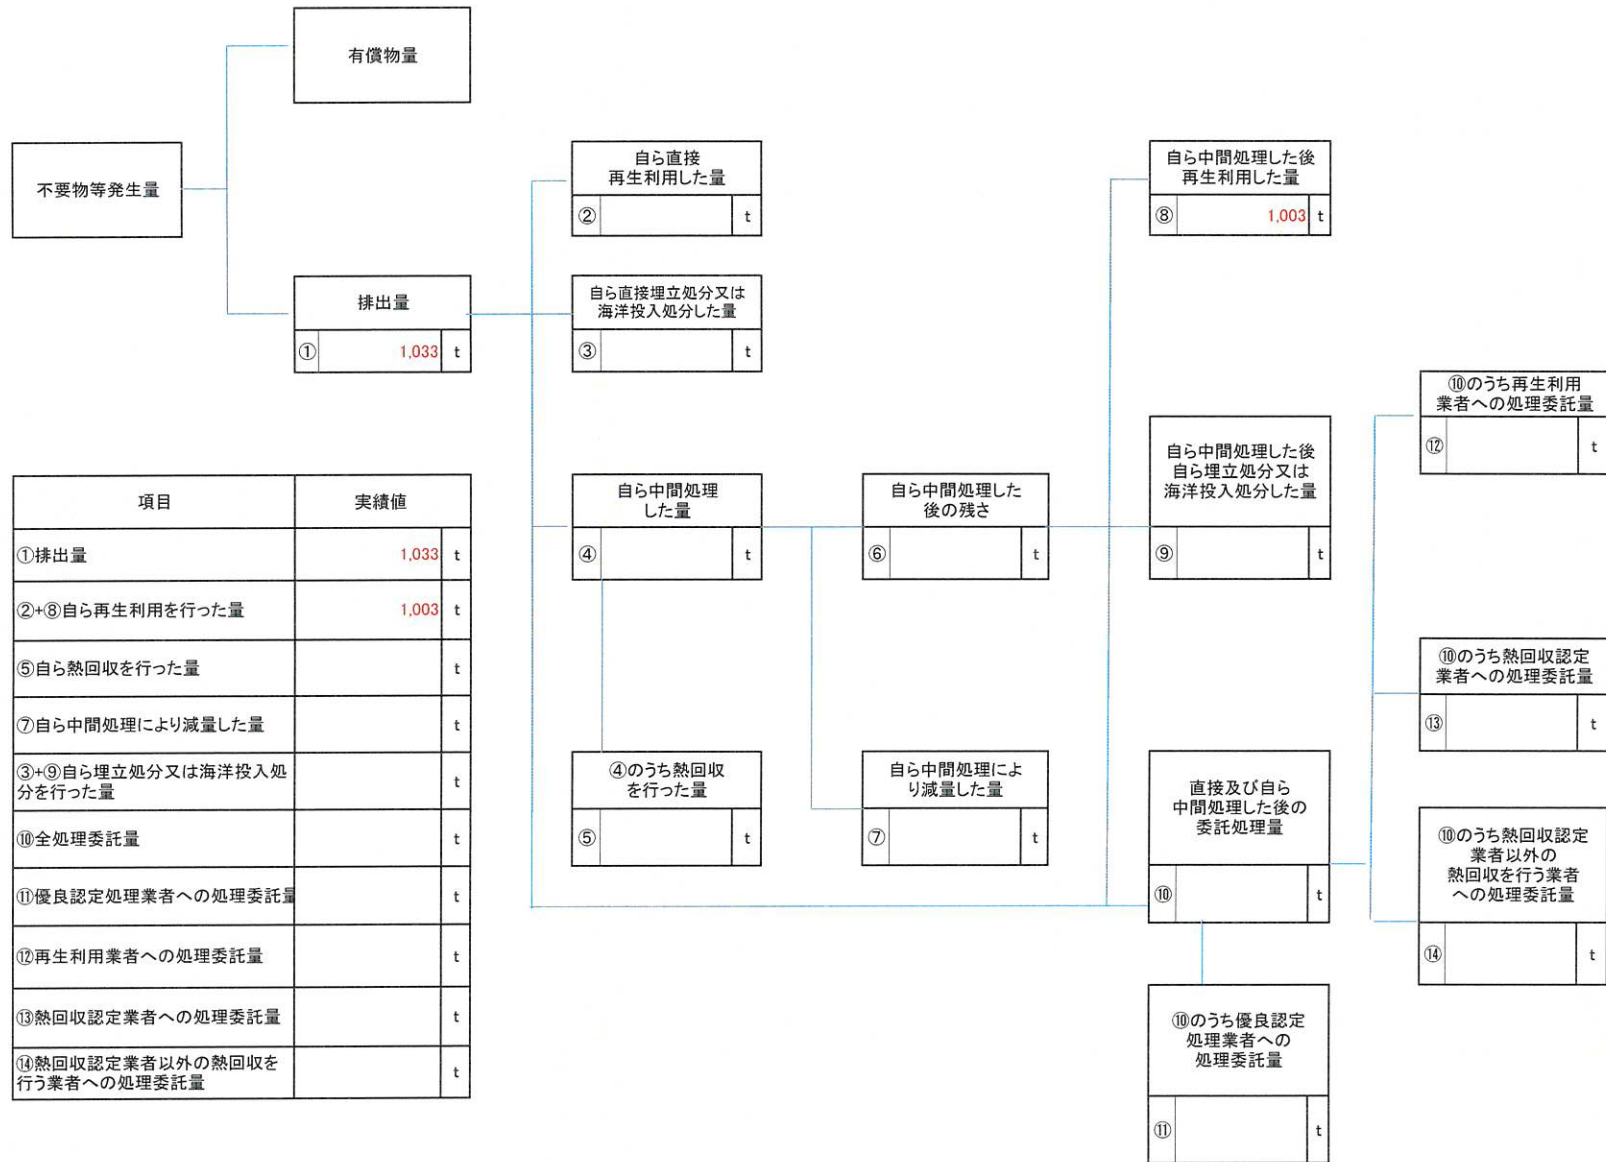 有償物量
不要物等発生量
排出量
① 1,033 t
自ら直接
再生利用した量
② t
自ら直接埋立処分又は
海洋投入処分した量
③ t
自ら中間処理
した量
④ t
④のうち熱回収
を行った量
⑤ t
自ら中間処理した
後の残さ
⑥ t
自ら中間処理によ
り減量した量
⑦ t
自ら中間処理した後
再生利用した量
⑧ 1,003 t
自ら中間処理した後
自ら埋立処分又は
海洋投入処分した量
⑨ t
直接及び自ら
中間処理した後の
委託処理量
⑩ t
⑩のうち優良認定
処理業者への
処理委託量
⑪ t
⑩のうち再生利用
業者への処理委託量
⑫ t
⑩のうち熱回収認定
業者への処理委託量
⑬ t
⑩のうち熱回収認定
業者以外の
熱回収を行う業者
への処理委託量
⑭ t
項目 実績値
①排出量 1,033 t
②+⑧自ら再生利用を行った量 1,003 t
⑤自ら熱回収を行った量 t
⑦自ら中間処理により減量した量 t
③+⑨自ら埋立処分又は海洋投入処
分を行った量 t
⑩全処理委託量 t
⑪優良認定処理業者への処理委託量 t
⑫再生利用業者への処理委託量 t
⑬熱回収認定業者への処理委託量 t
⑭熱回収認定業者以外の熱回収を
行う業者への処理委託量 t